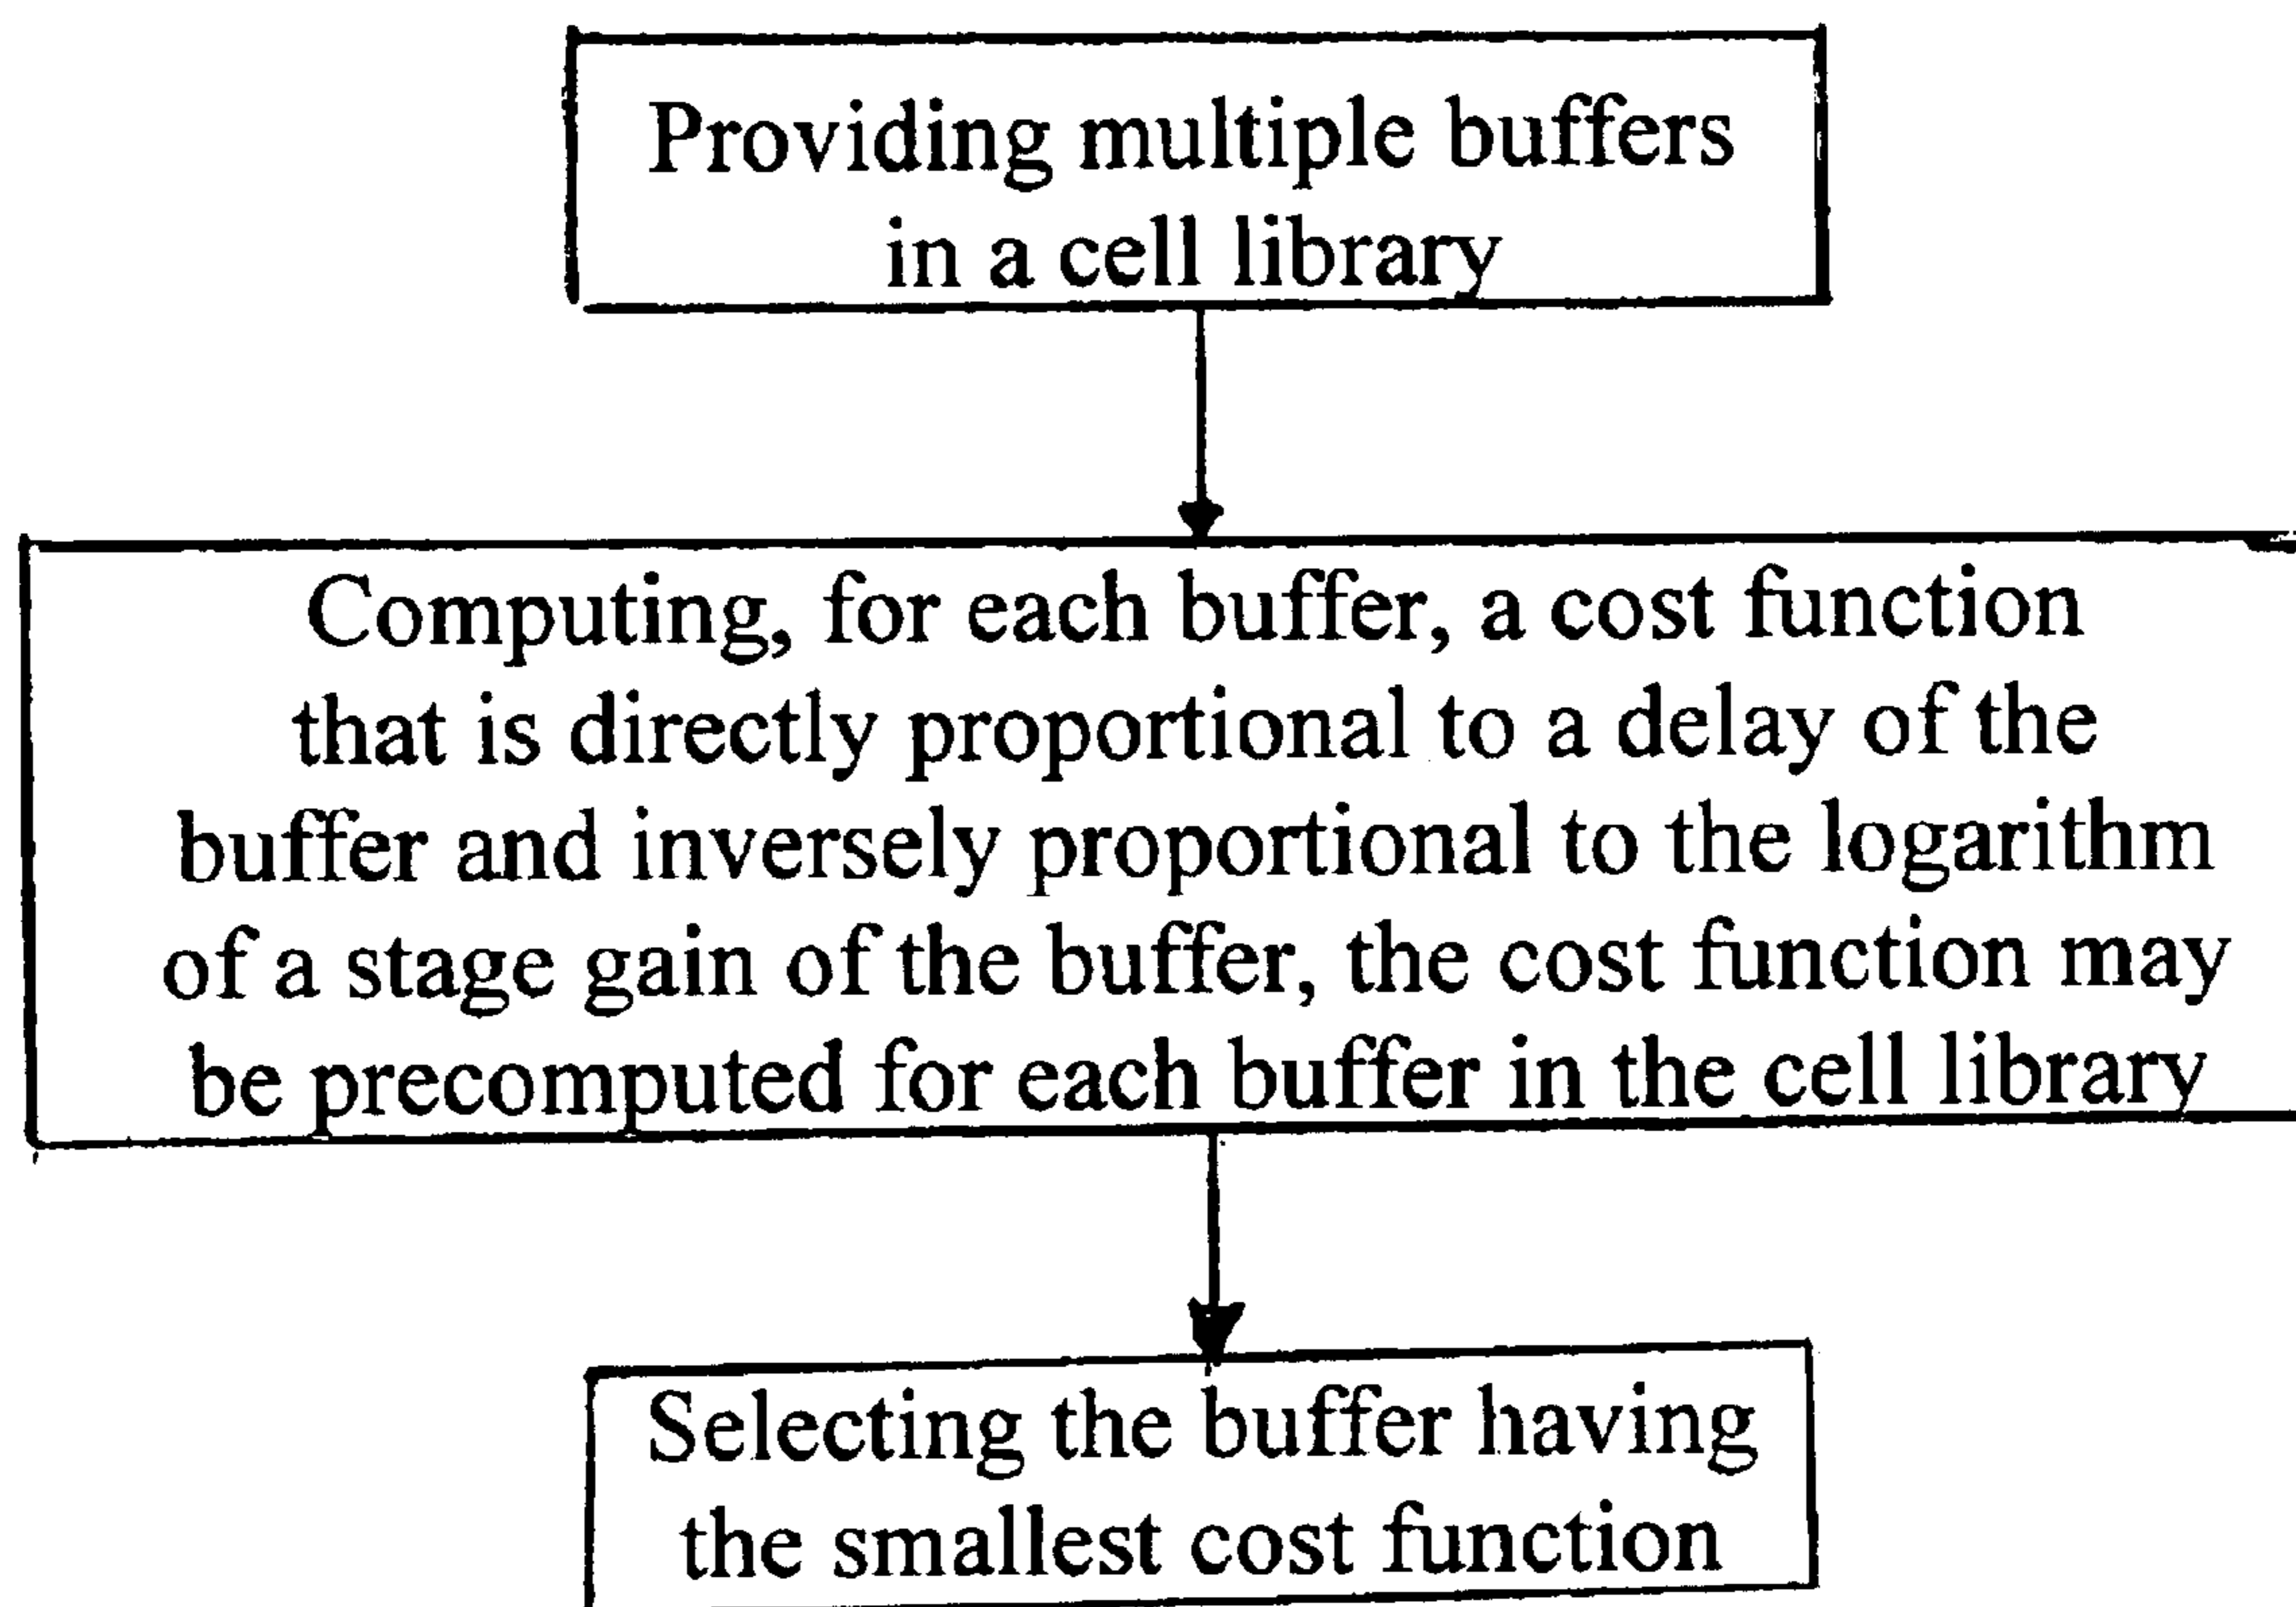 Providing multiple buffers
in a cell library
Computing, for each buffer, a cost function
that is directly proportional to a delay of the
buffer and inversely proportional to the logarithm
of a stage gain of the buffer, the cost function may
be precomputed for each buffer in the cell library
Selecting the buffer having
the smallest cost function